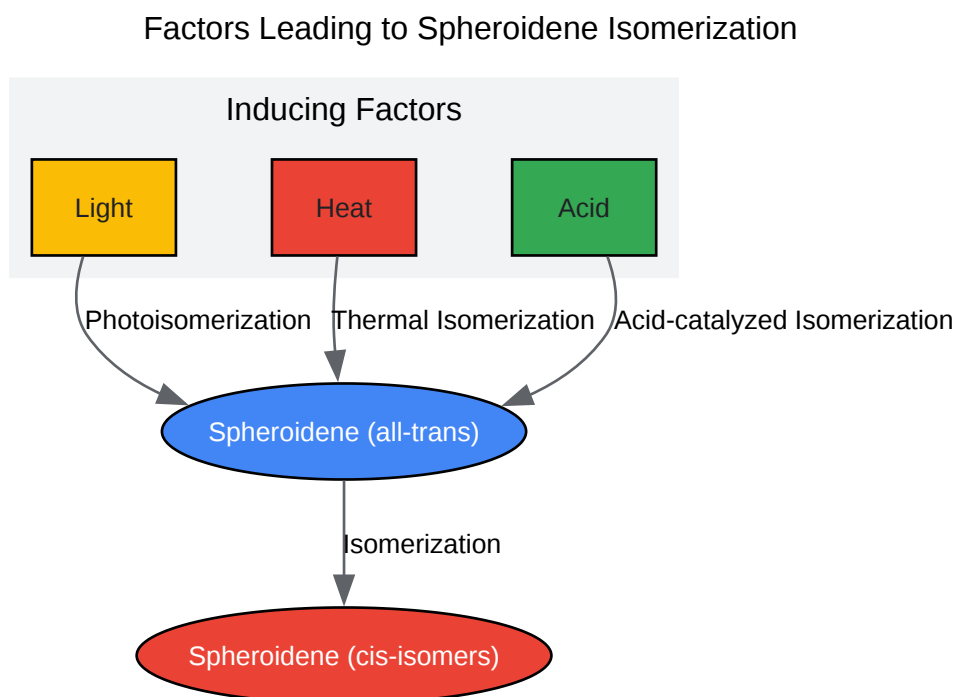 Factors Leading to Spheroidene Isomerization
Inducing Factors
Light
Heat
Acid
Photoisomerization
Thermal Isomerization
Acid-catalyzed Isomerization
Spheroidene (all-trans)
Isomerization
Spheroidene (cis-isomers)